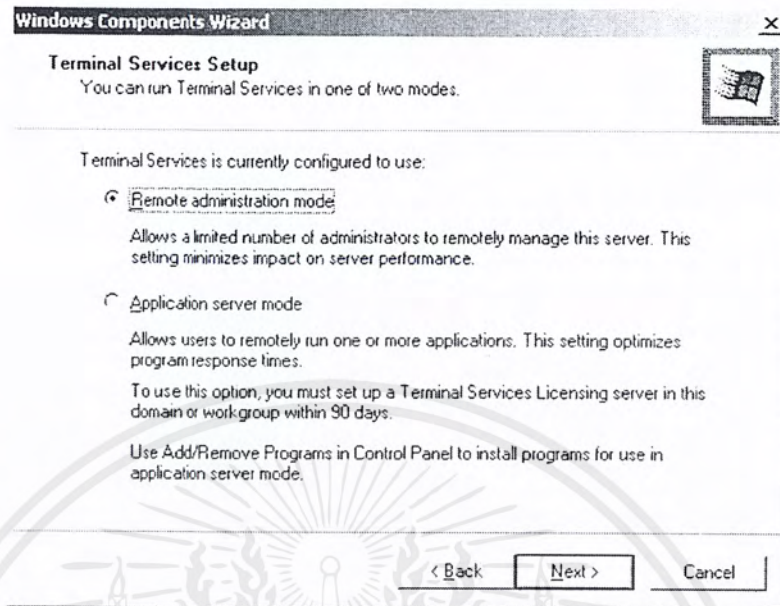 Windows Components Wizard
Terminal Services Setup
You can run Terminal Services in one of two modes.
Terminal Services is currently configured to use:
Remote administration mode
Allows a limited number of administrators to remotely manage this server. This
setting minimizes impact on server performance.
Application server mode
Allows users to remotely run one or more applications. This setting optimizes
program response times.
To use this option, you must set up a Terminal Services Licensing server in this
domain or workgroup within 90 days.
Use Add/Remove Programs in Control Panel to install programs for use in
application server mode.
< Back Next > Cancel